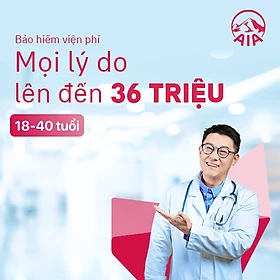 AIA
Bảo hiểm viện phí
Mọi lý do
lên đến 36 TRIỆU
18-40 tuổi